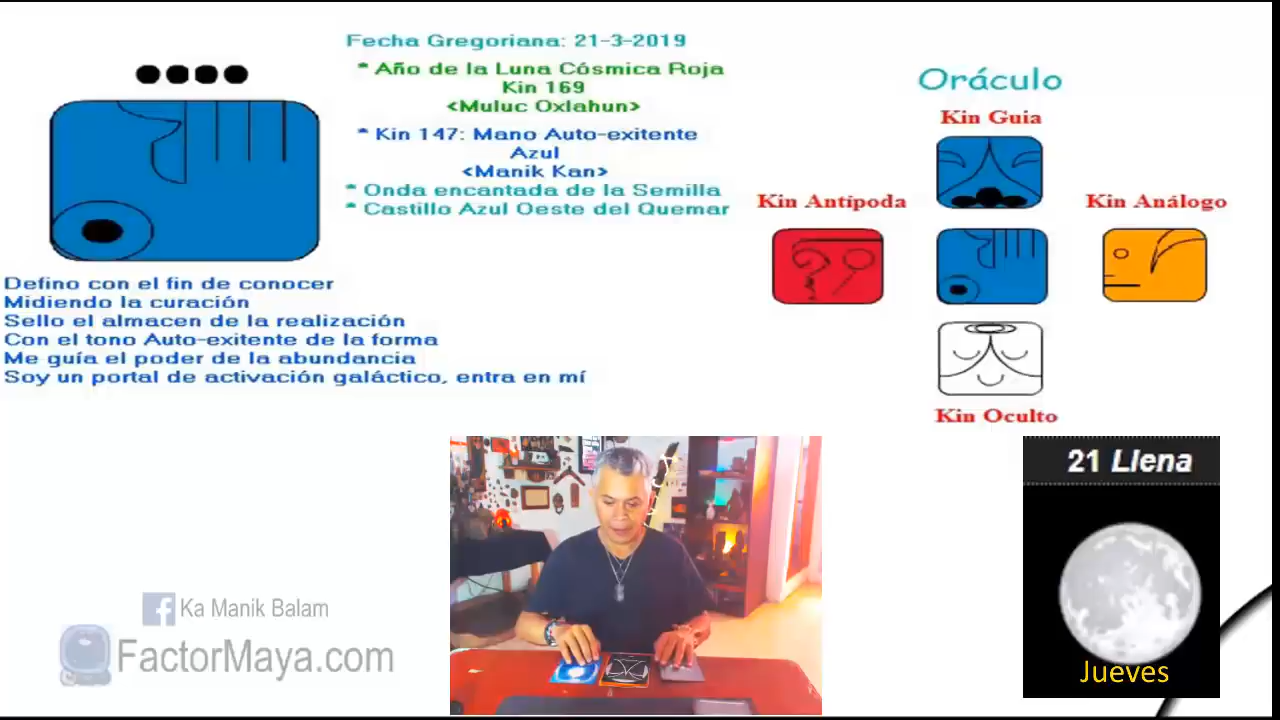 Fecha Gregoriana: 21-3-2019
* Año de la Luna Cósmica Roja
Kin 169
<Muluc Oxlahun>
* Kin 147: Mano Auto-exitente
Azul
<Manik Kan>
* Onda encantada de la Semilla
* Castillo Azul Oeste del Quemar
Defino con el fin de conocer
Midiendo la curación
Sello el almacen de la realización
Con el tono Auto-exitente de la forma
Me guía el poder de la abundancia
Soy un portal de activación galáctico, entra en mí
Oráculo
Kin Guia
Kin Antípoda
Kin Análogo
Kin Oculto
21 Llena
Jueves
f Ka Manik Balam
FactorMaya.com